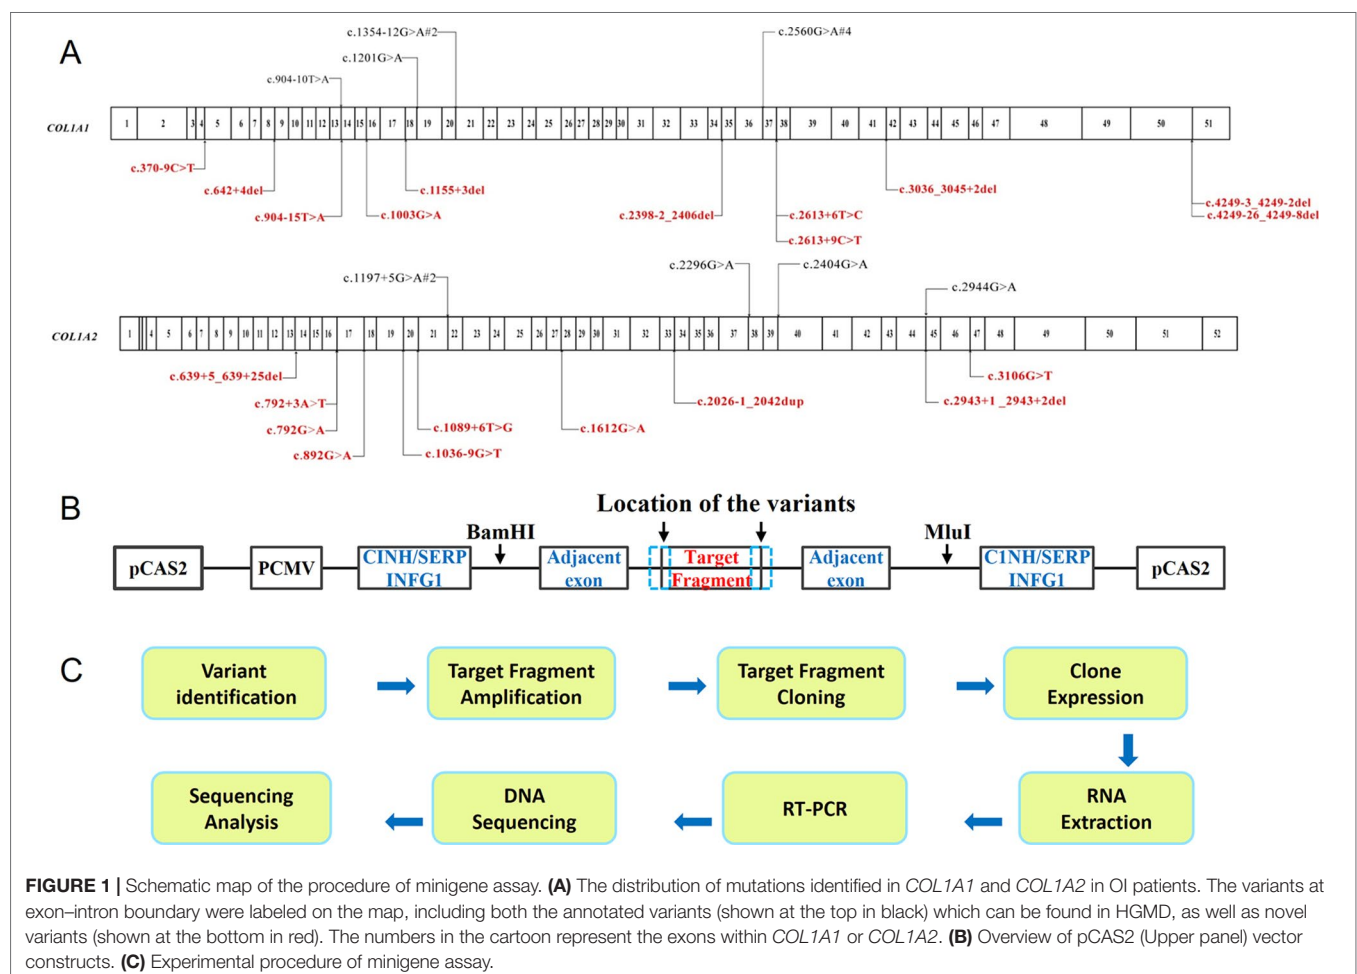 A
c.1354-12G>A#2
c.2560G>A#4
c.1201G>A
c.904-10T>A
COL1A1
1 2 3 4 5 6 7 8 9 10 11 12 13 14 15 16 17 18 19 20 21 22 23 24 25 26 27 28 29 30 31 32 33 34 35 36 37 38 39 40 41 42 43 44 45 46 47 48 49 50 51
c.370-9C>T
c.642+4del
c.1155+3del
c.3036_3045+2del
c.4249-3_4249-2del
c.904-15T>A
c.1003G>A
c.2398-2_2406del
c.2613+6T>C
c.4249-26_4249-8del
c.2613+9C>T
c.1197+5G>A#2
c.2296G>A
c.2404G>A
c.2944G>A
COL1A2
1 4 5 6 7 8 9 10 11 12 13 14 15 16 17 18 19 20 21 22 23 24 25 26 27 28 29 30 31 32 33 34 35 36 37 38 39 40 41 42 43 44 45 46 47 48 49 50 51 52
c.639+5_639+25del
c.3106G>T
c.792+3A>T
c.2026-1_2042dup
c.2943+1 _2943+2del
c.792G>A
c.1089+6T>G
c.1612G>A
c.892G>A
c.1036-9G>T
B
Location of the variants
BamHI
MluI
pCAS2
PCMV
CINH/SERP
INFG1
Adjacent
exon
Target
Fragment
Adjacent
exon
C1NH/SERP
INFG1
pCAS2
C
Variant
identification
Target Fragment
Amplification
Target Fragment
Cloning
Clone
Expression
Sequencing
Analysis
DNA
Sequencing
RT-PCR
RNA
Extraction
FIGURE 1 | Schematic map of the procedure of minigene assay. (A) The distribution of mutations identified in COL1A1 and COL1A2 in OI patients. The variants at
exon–intron boundary were labeled on the map, including both the annotated variants (shown at the top in black) which can be found in HGMD, as well as novel
variants (shown at the bottom in red). The numbers in the cartoon represent the exons within COL1A1 or COL1A2. (B) Overview of pCAS2 (Upper panel) vector
constructs. (C) Experimental procedure of minigene assay.